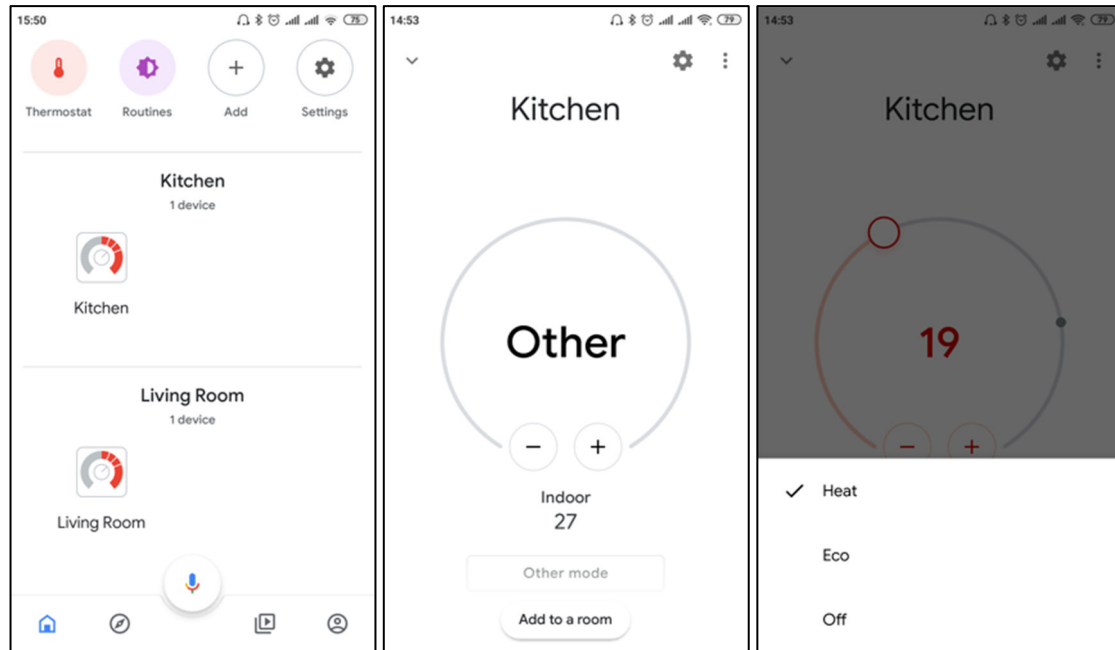 15:50
75
Thermostat
Routines
Add
Settings
Kitchen
1 device
Kitchen
Living Room
1 device
Living Room
14:53
79
Kitchen
Other
Indoor
27
Other mode
Add to a room
14:53
79
Kitchen
19
Heat
Eco
Off